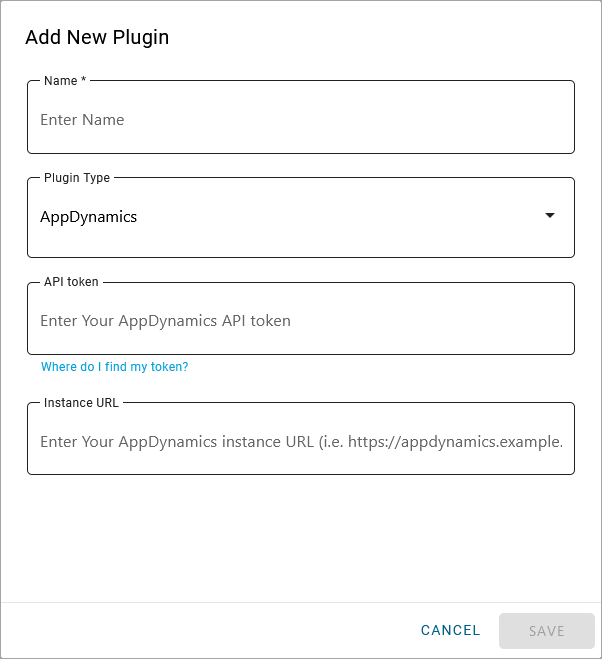 Add New Plugin
Name *
Enter Name
Plugin Type
AppDynamics
API token
Enter Your AppDynamics API token
Where do I find my token?
Instance URL
Enter Your AppDynamics instance URL (i.e. https://appdynamics.example.
CANCEL
SAVE